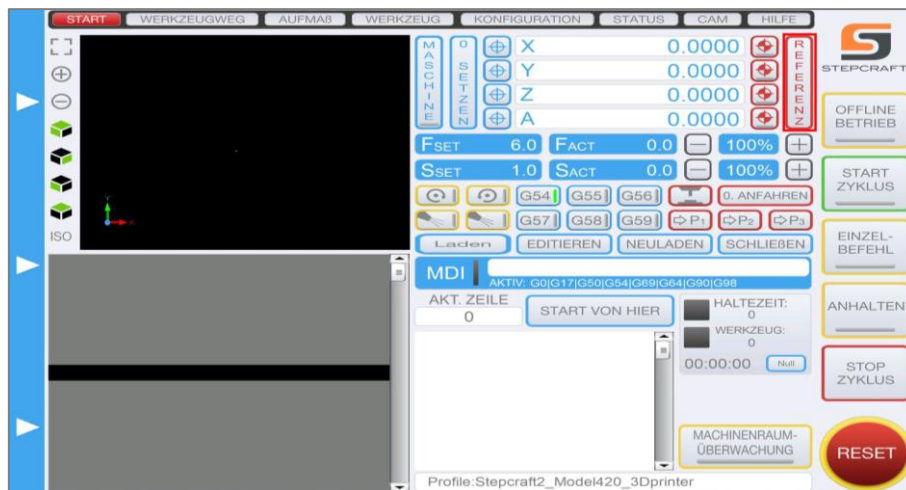 START WERKZEUGWEG AUFMAß WERKZEUG KONFIGURATION STATUS CAM HILFE
MASCHINE
0 SETZEN
X 0.0000
Y 0.0000
Z 0.0000
A 0.0000
REFERENZ
STEPCRAFT
FSET 6.0 FACT 0.0 100%
SSET 1.0 SACT 0.0 100%
G54 G55 G56 0. ANFAHREN
G57 G58 G59 P1 P2 P3
Laden EDITIEREN NEULADEN SCHLIEßEN
Y
X
ISO
MDI
AKTIV: G0|G17|G50|G54|G69|G64|G90|G98
AKT. ZEILE
0
START VON HIER
HALTEZEIT:
0
WERKZEUG:
0
00:00:00 Null
MACHINENRAUM-
ÜBERWACHUNG
Profile:Stepcraft2_Model420_3Dprinter
OFFLINE
BETRIEB
START
ZYKLUS
EINZEL-
BEFEHL
ANHALTEN
STOP
ZYKLUS
RESET